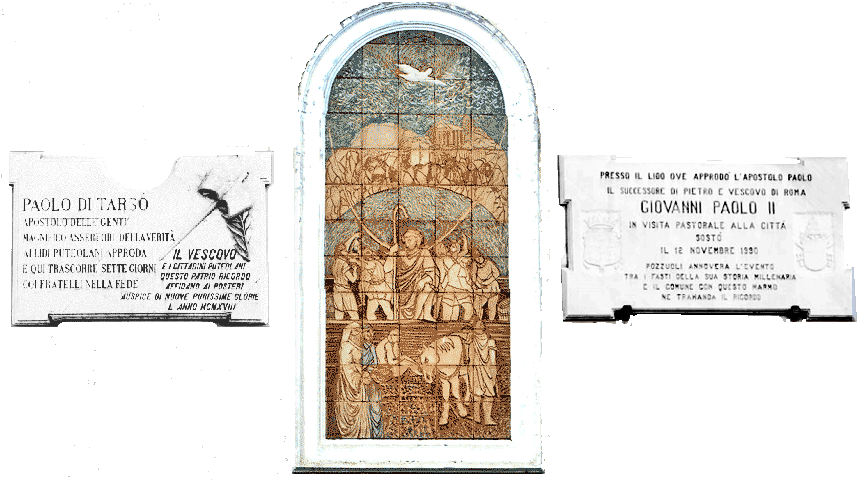 PAOLO DI TARSO
APOSTOLO DELLE GENTI
MAGNIFICO ASSERTORE DELLA VERITÀ
AI LIDI PUTEOLANI APPRODA
E QUI TRASCORRE SETTE GIORNI
COI FRATELLI NELLA FEDE
IL VESCOVO
E I CITTADINI PUTEOLANI
QUESTO PATRIO RICORDO
AFFIDANO AI POSTERI
AUSPICE DI NUOVE PURISSIME GLORIE
L'ANNO MCMXVIII
PRESSO IL LIDO OVE APPRODO' L'APOSTOLO PAOLO
IL SUCCESSORE DI PIETRO E VESCOVO DI ROMA
GIOVANNI PAOLO II
IN VISITA PASTORALE ALLA CITTÀ
SOSTÒ
IL 12 NOVEMBRE 1990
POZZUOLI ANNOVERA L'EVENTO
TRA I FASTI DELLA SUA STORIA MILLENARIA
E IL COMUNE CON QUESTO MARMO
NE TRAMANDA IL RICORDO